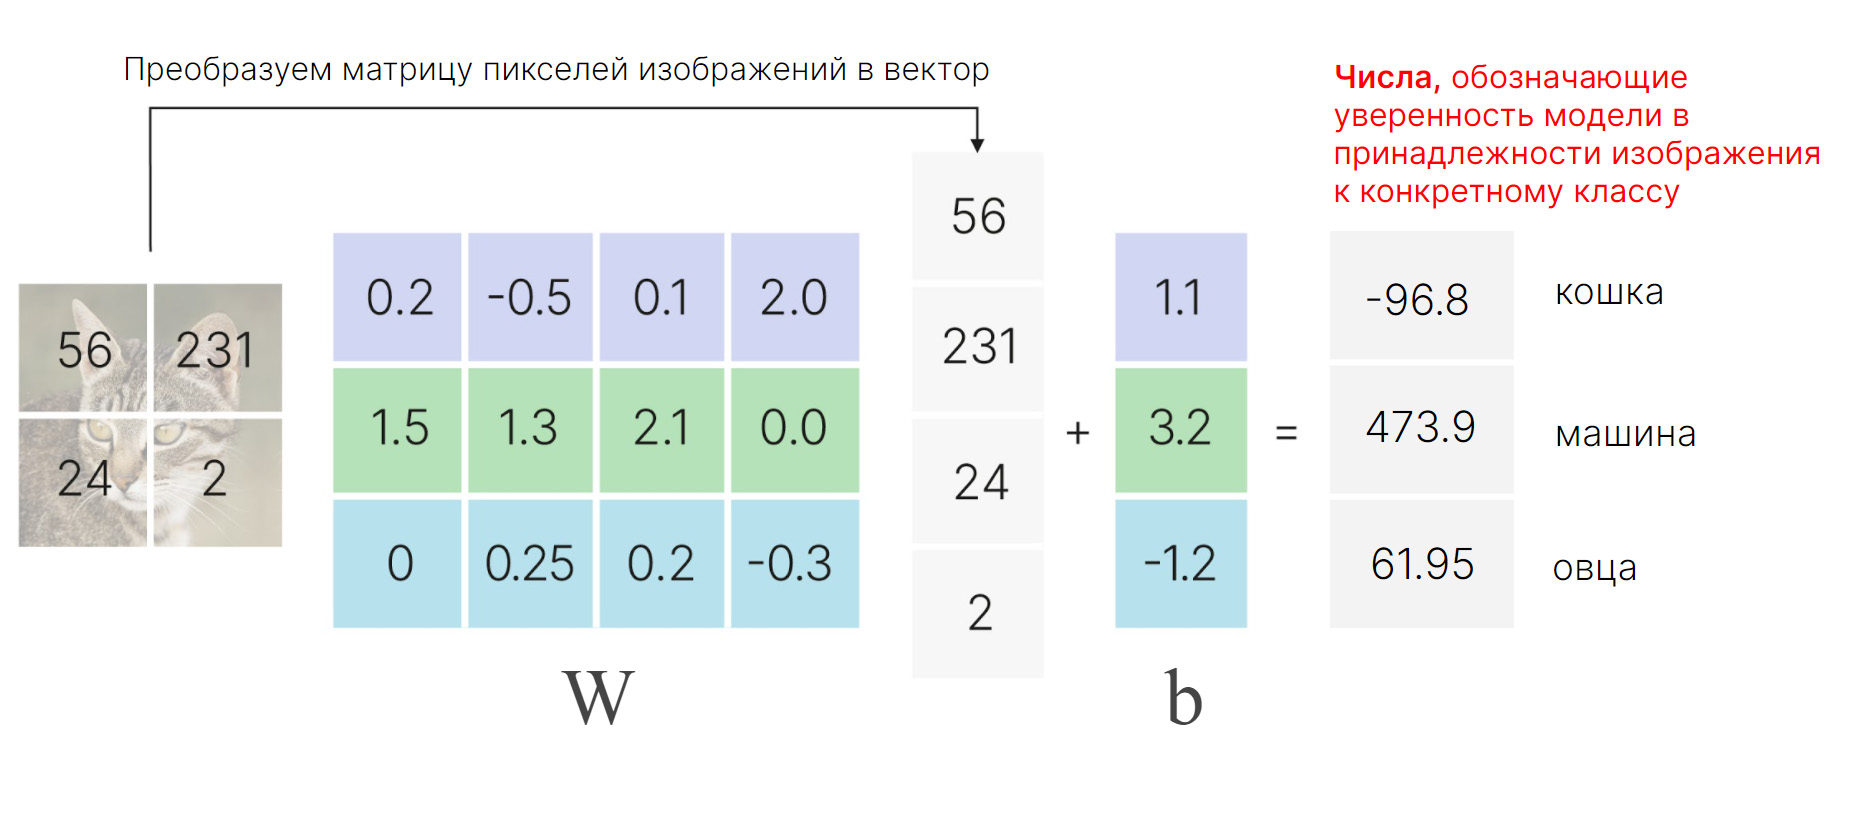 Преобразуем матрицу пикселей изображений в вектор
Числа, обозначающие
уверенность модели в
принадлежности изображения
к конкретному классу
56 231
24 2
0.2 -0.5 0.1 2.0
1.5 1.3 2.1 0.0
0 0.25 0.2 -0.3
W
56
231
24
2
+
1.1
3.2
-1.2
b
=
-96.8 кошка
473.9 машина
61.95 овца